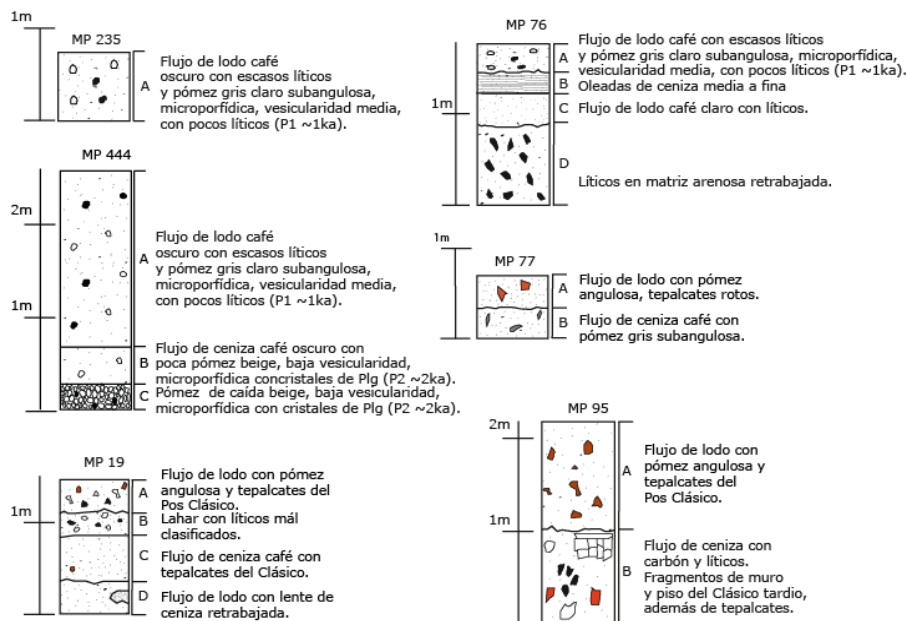 1m
MP 235
A
Flujo de lodo café
oscuro con escasos líticos
y pómez gris claro subangulosa,
microporfídica, vesicularidad media,
con pocos líticos (P1 ~1ka).
MP 444
2m
1m
A
Flujo de lodo café
oscuro con escasos líticos
y pómez gris claro subangulosa,
microporfídica, vesicularidad media,
con pocos líticos (P1 ~1ka).
B
Flujo de ceniza café oscuro con
poca pómez beige, baja vesicularidad,
microporfídica concristales de Plg (P2 ~2ka).
C
Pómez de caída beige, baja vesicularidad,
microporfídica con cristales de Plg (P2 ~2ka).
MP 19
1m
A
Flujo de lodo con pómez
angulosa y tepalcates del
Pos Clásico.
B
Lahar con líticos mál
clasificados.
C
Flujo de ceniza café con
tepalcates del Clásico.
D
Flujo de lodo con lente de
ceniza retrabajada.
MP 76
1m
A
Flujo de lodo café con escasos líticos
y pómez gris claro subangulosa, microporfídica,
vesicularidad media, con pocos líticos (P1 ~1ka).
B
Oleadas de ceniza media a fina
C
Flujo de lodo café claro con líticos.
D
Líticos en matriz arenosa retrabajada.
1m
MP 77
A
Flujo de lodo con pómez
angulosa, tepalcates rotos.
B
Flujo de ceniza café con
pómez gris subangulosa.
MP 95
2m
1m
A
Flujo de lodo con
pómez angulosa y
tepalcates del
Pos Clásico.
B
Flujo de ceniza con
carbón y líticos.
Fragmentos de muro
y piso del Clásico tardio,
además de tepalcates.